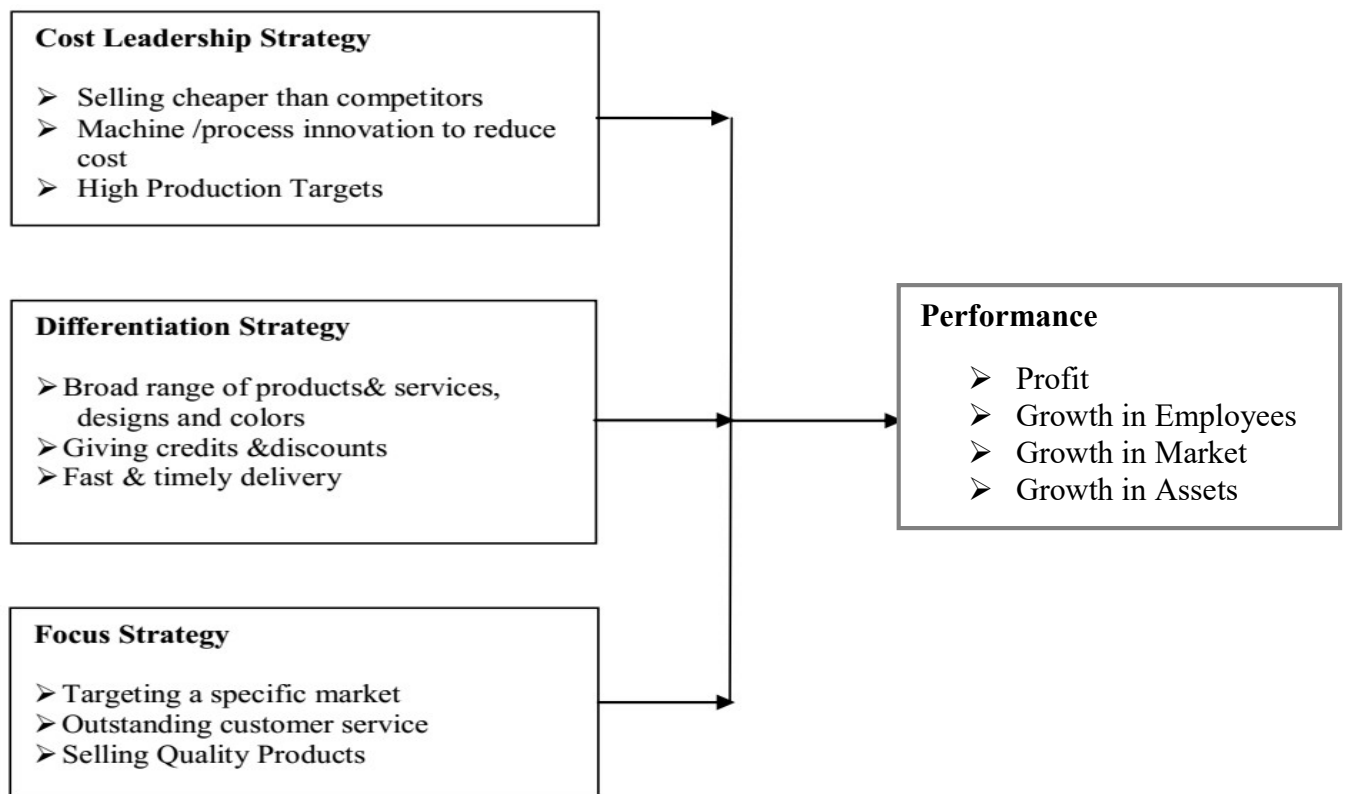 Cost Leadership Strategy
➢ Selling cheaper than competitors
➢ Machine /process innovation to reduce
cost
➢ High Production Targets
Differentiation Strategy
➢ Broad range of products& services,
designs and colors
➢ Giving credits &discounts
➢ Fast & timely delivery
Focus Strategy
➢ Targeting a specific market
➢ Outstanding customer service
➢ Selling Quality Products
Performance
➢ Profit
➢ Growth in Employees
➢ Growth in Market
➢ Growth in Assets